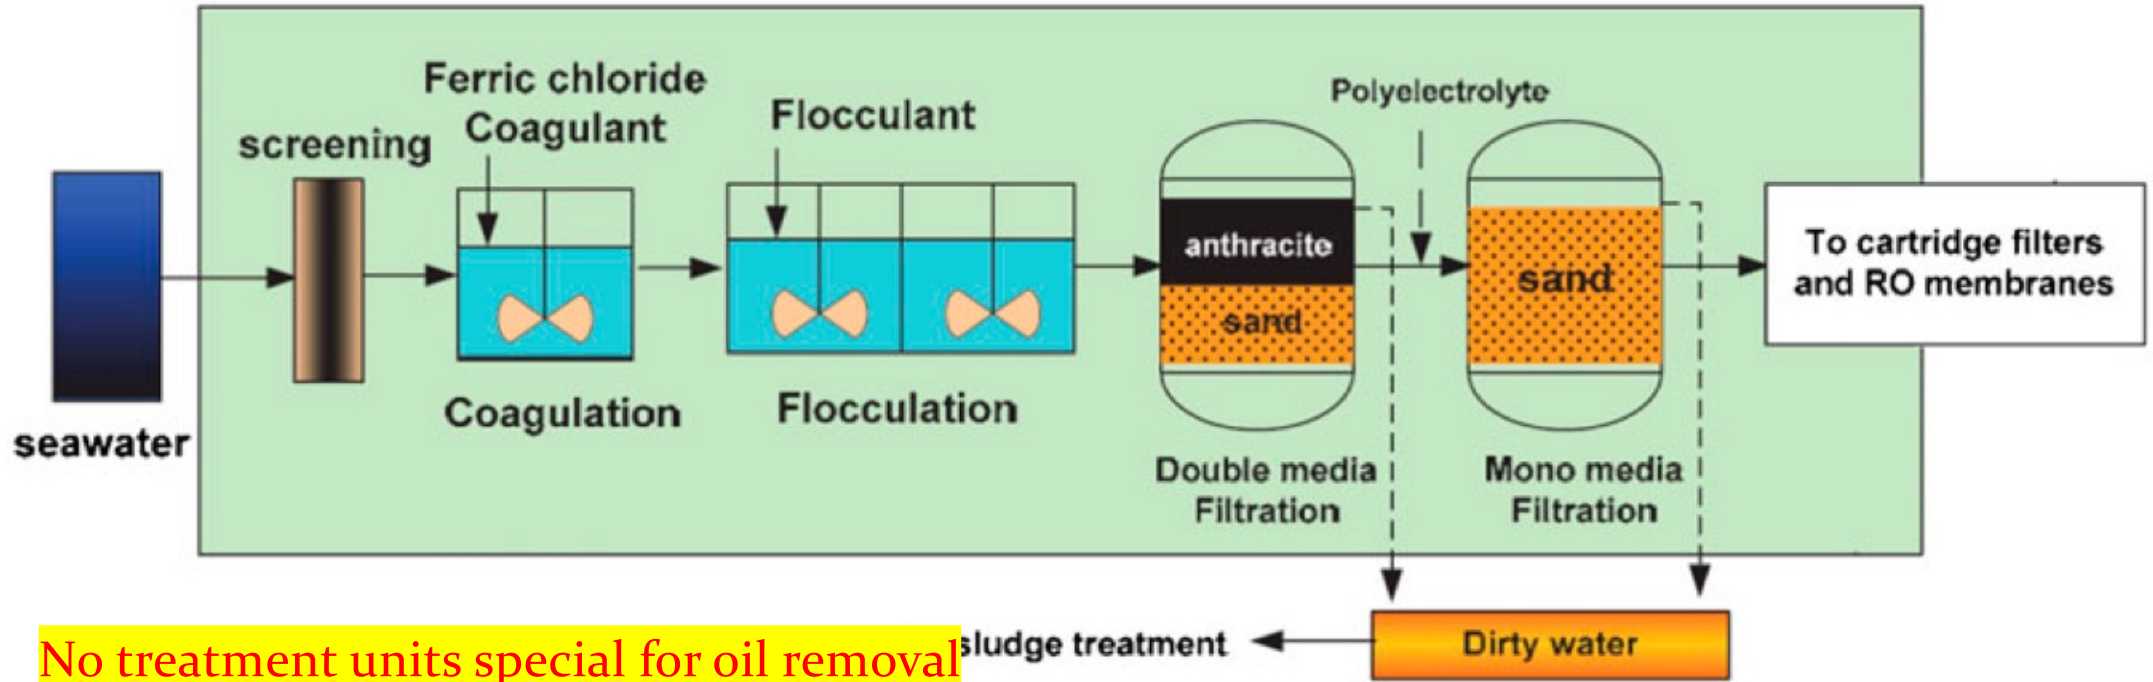 Ferric chloride
Coagulant
Flocculant
Polyelectrolyte
screening
anthracite
sand
sand
To cartridge filters
and RO membranes
Coagulation
Flocculation
seawater
Double media
Filtration
Mono media
Filtration
No treatment units special for oil removal
sludge treatment
Dirty water